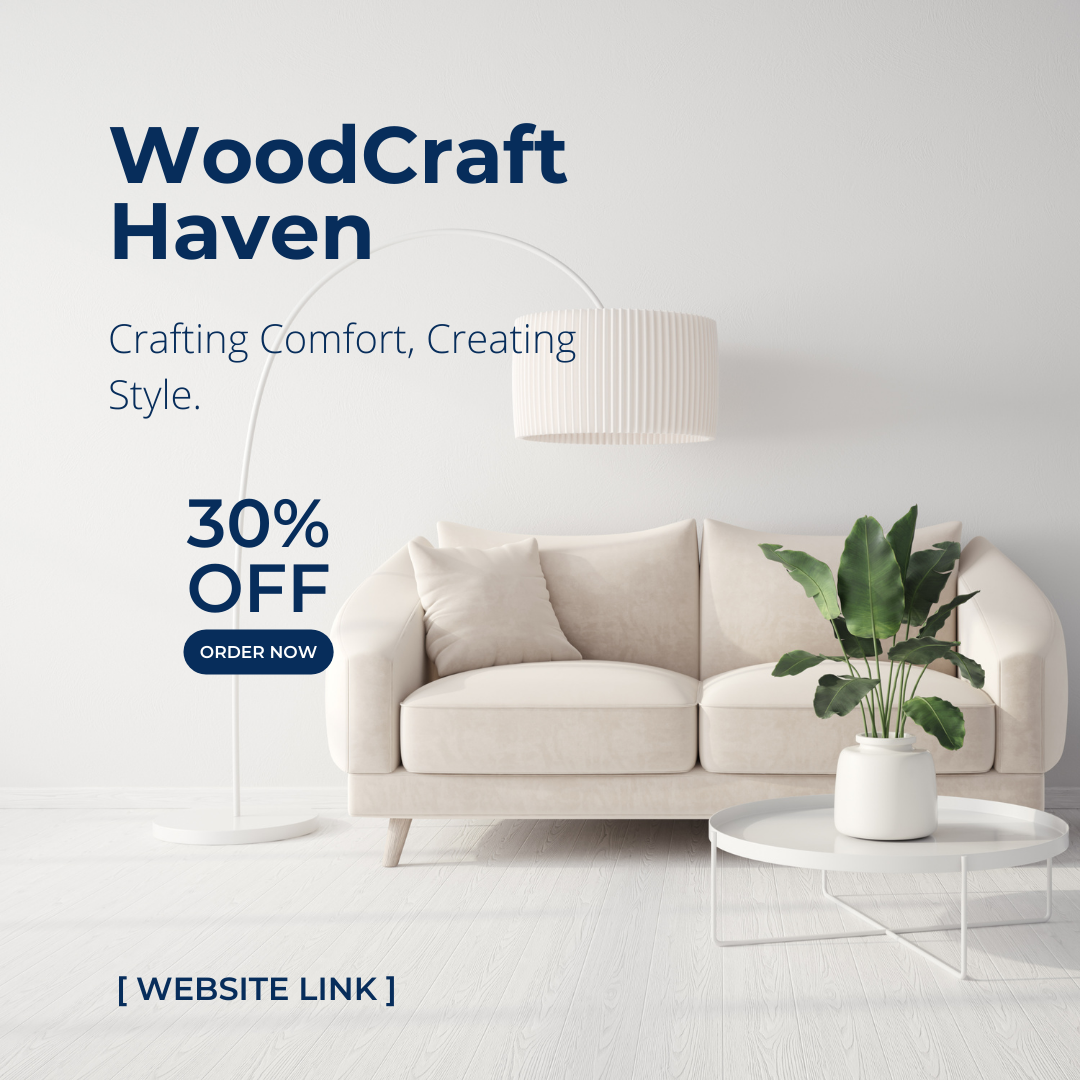 WoodCraft
Haven
Crafting Comfort, Creating
Style.
30%
OFF
ORDER NOW
[ WEBSITE LINK ]